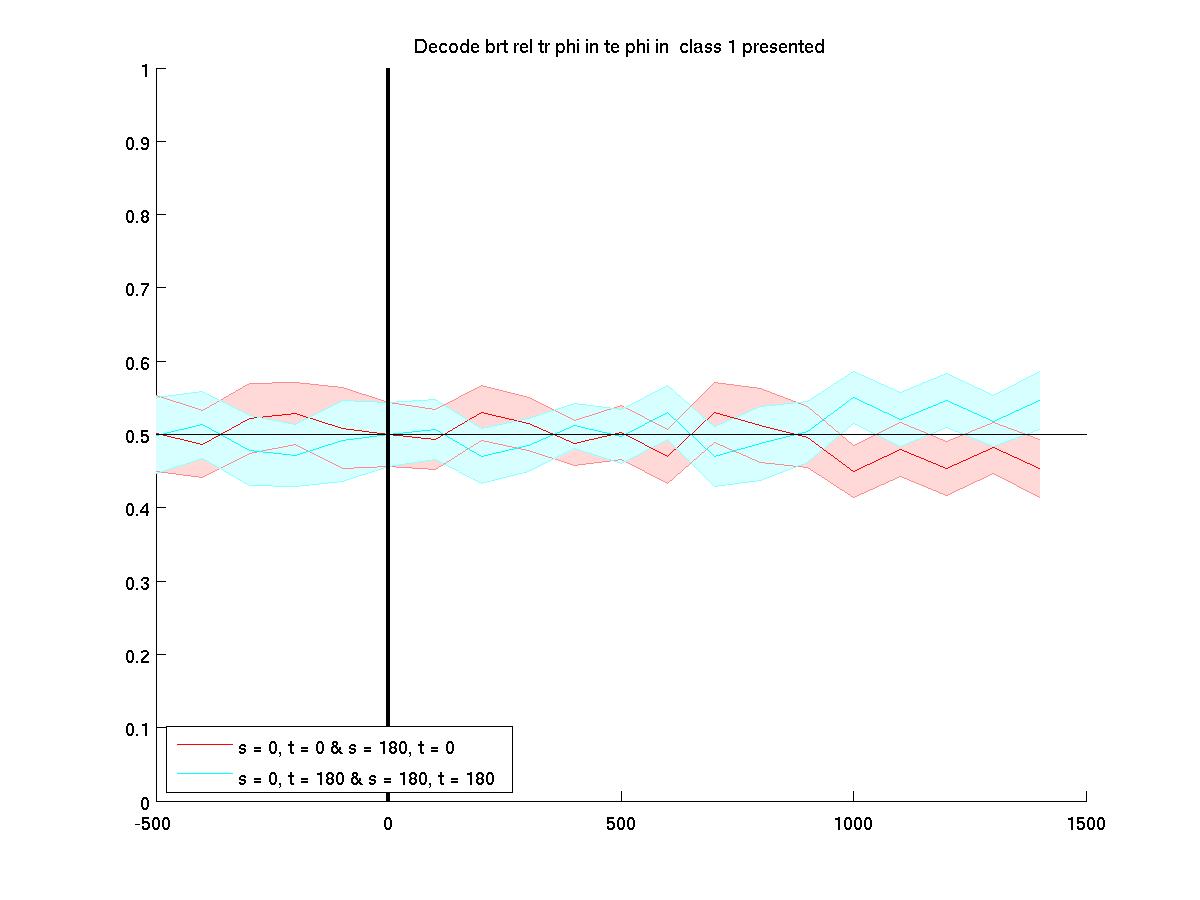 Decode brt rel tr phi in te phi in  class 1 presented
1
0.9
0.8
0.7
0.6
0.5
0.4
0.3
0.2
0.1
0
s = 0, t = 0 & s = 180, t = 0
s = 0, t = 180 & s = 180, t = 180
-500 0 500 1000 1500